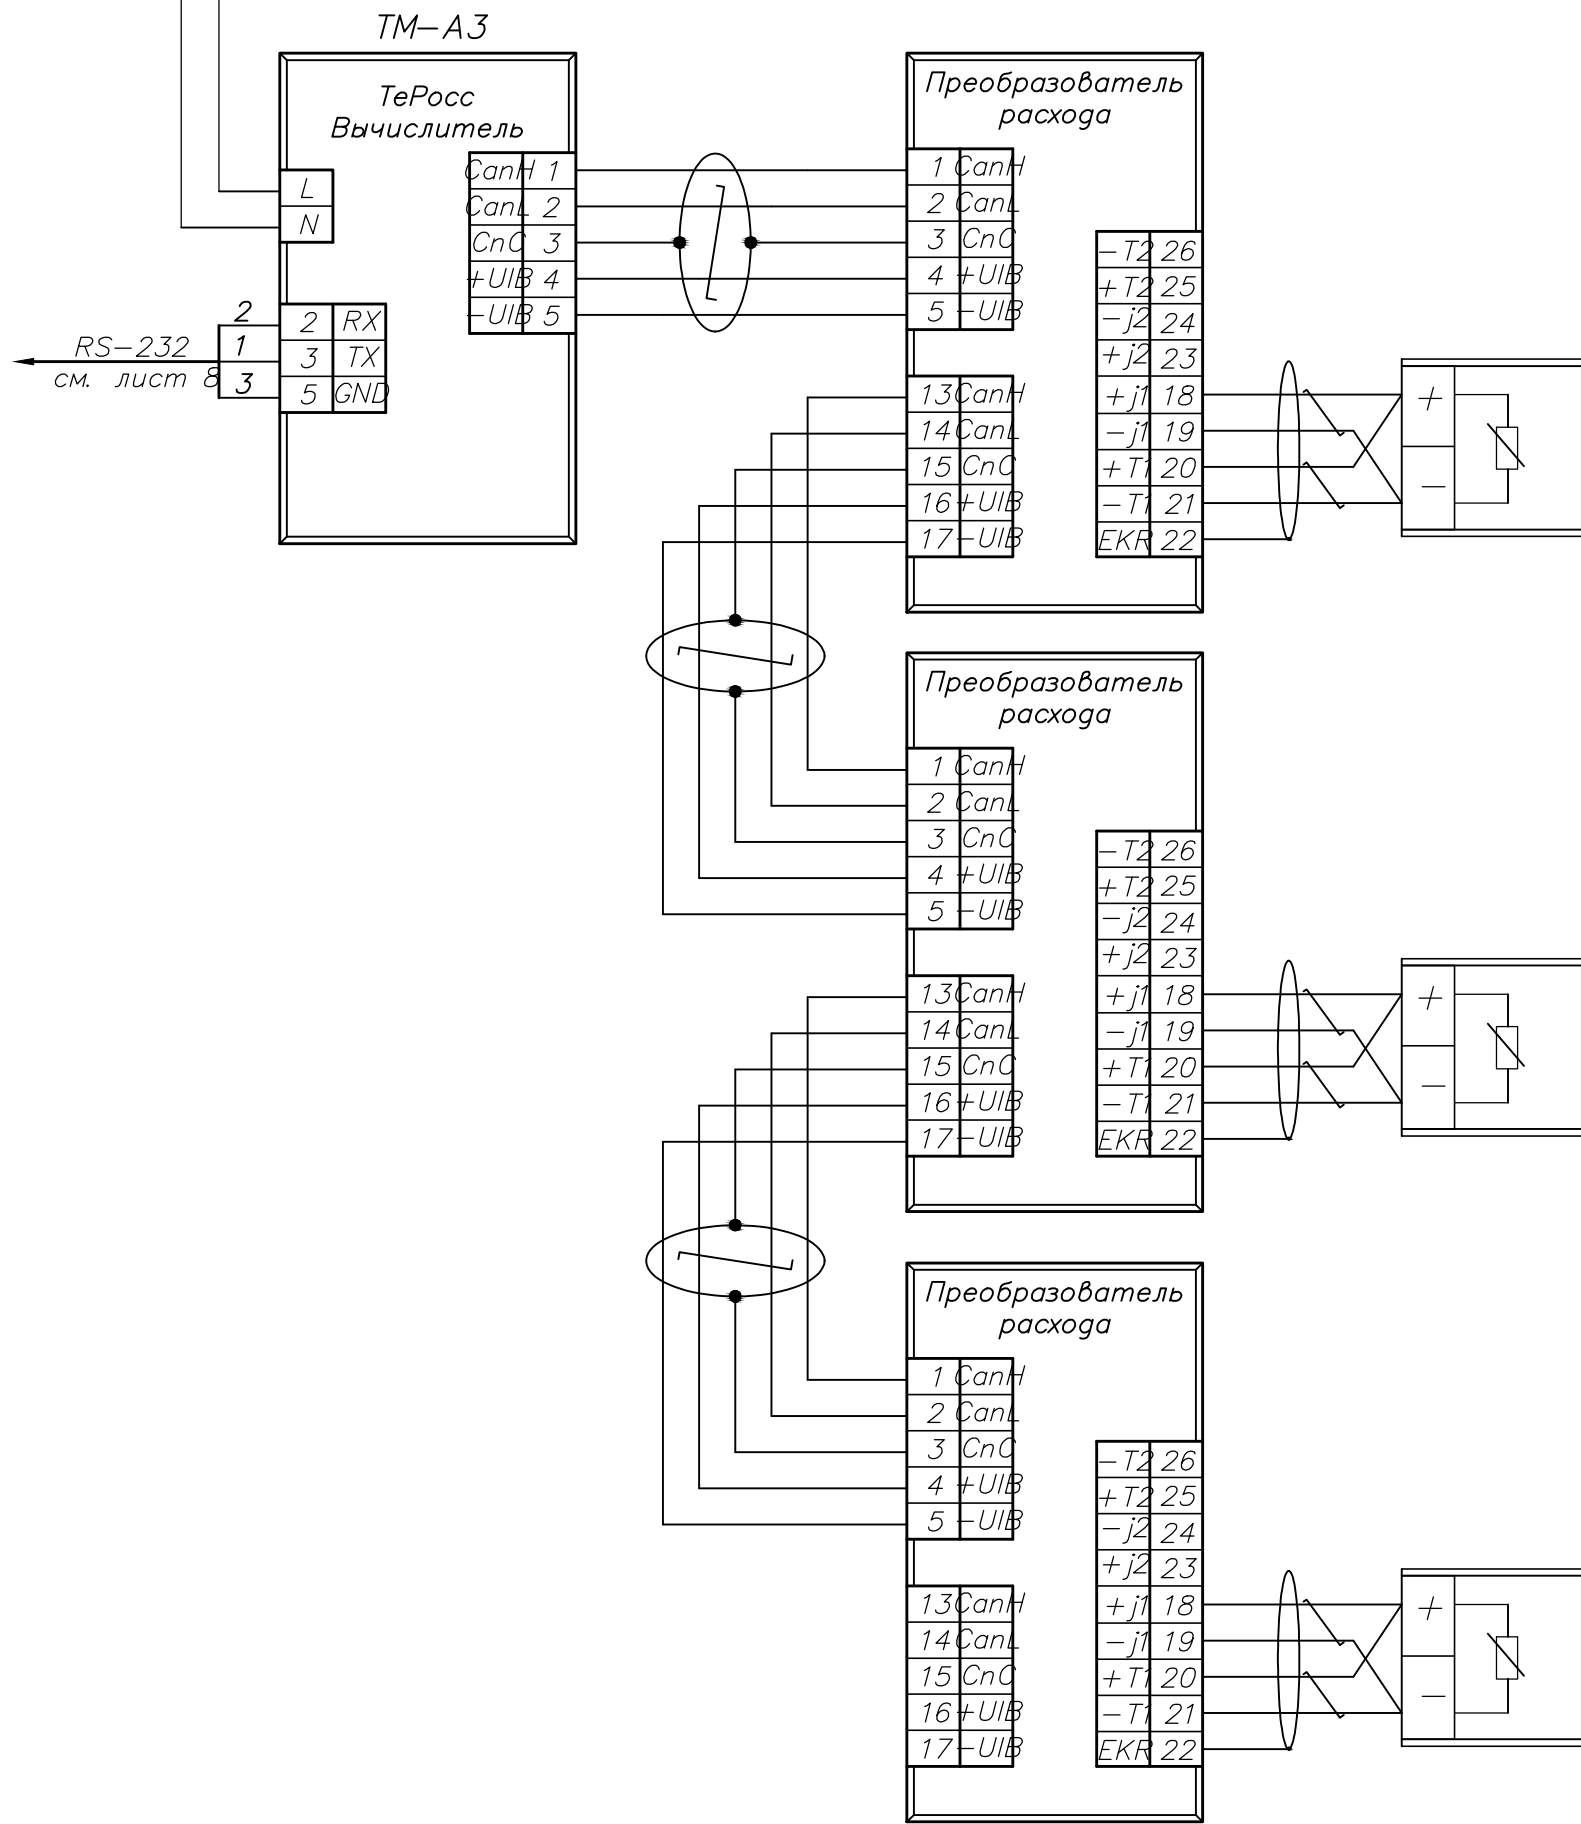 ТМ-А3
ТеРосс
Вычислитель
L
N
CanH 1
CanL 2
CnC 3
+UIB 4
-UIB 5
2
1
3
2 RX
3 TX
5 GND
RS-232
см. лист 8
Преобразователь
расхода
1 CanH
2 CanL
3 CnC
4 +UIB
5 -UIB
13 CanH
14 CanL
15 CnC
16 +UIB
17 -UIB
-T2 26
+T2 25
-j2 24
+j2 23
+j1 18
-j1 19
+T1 20
-T1 21
EKR 22
+
-
Преобразователь
расхода
1 CanH
2 CanL
3 CnC
4 +UIB
5 -UIB
13 CanH
14 CanL
15 CnC
16 +UIB
17 -UIB
-T2 26
+T2 25
-j2 24
+j2 23
+j1 18
-j1 19
+T1 20
-T1 21
EKR 22
+
-
Преобразователь
расхода
1 CanH
2 CanL
3 CnC
4 +UIB
5 -UIB
13 CanH
14 CanL
15 CnC
16 +UIB
17 -UIB
-T2 26
+T2 25
-j2 24
+j2 23
+j1 18
-j1 19
+T1 20
-T1 21
EKR 22
+
-